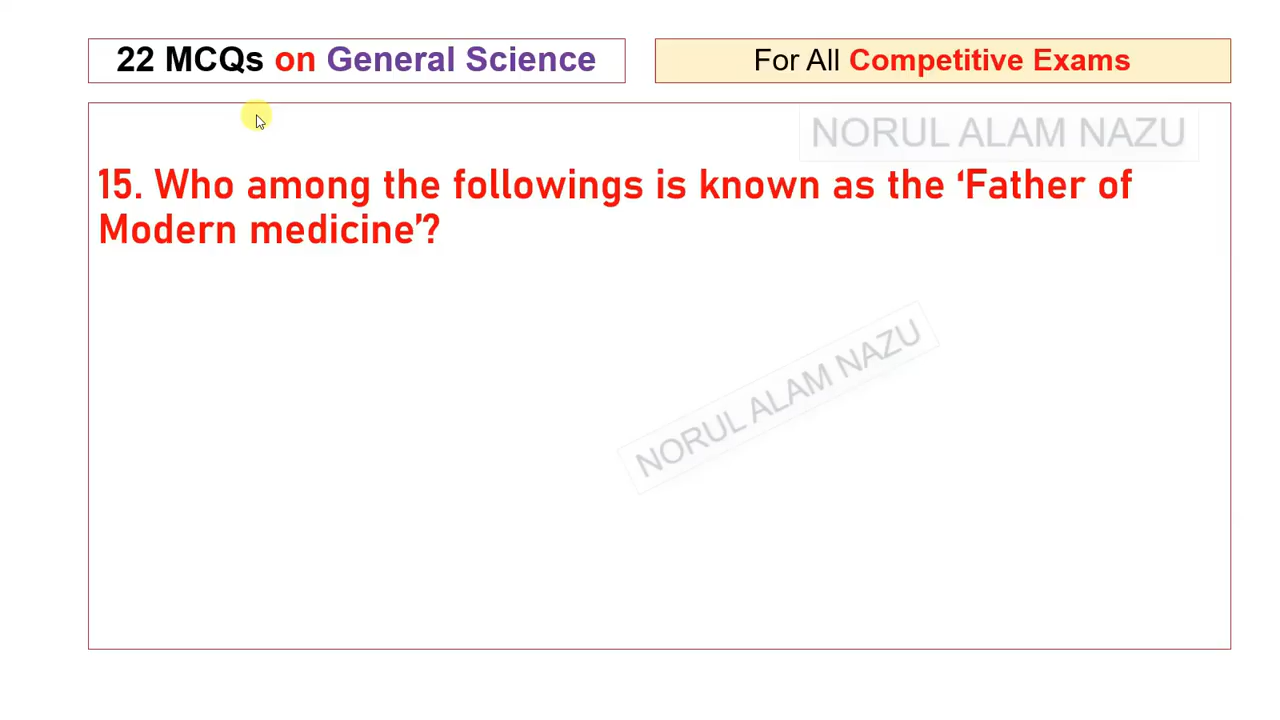 22 MCQs on General Science
For All Competitive Exams
NORUL ALAM NAZU
15. Who among the followings is known as the ‘Father of
Modern medicine’?
NORUL ALAM NAZU